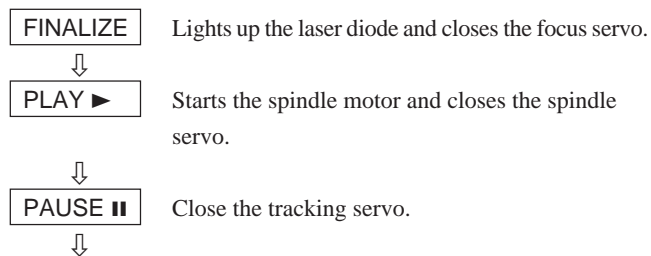 FINALIZE Lights up the laser diode and closes the focus servo.
⇩
PLAY ► Starts the spindle motor and closes the spindle
servo.
⇩
PAUSE ⏸ Close the tracking servo.
⇩